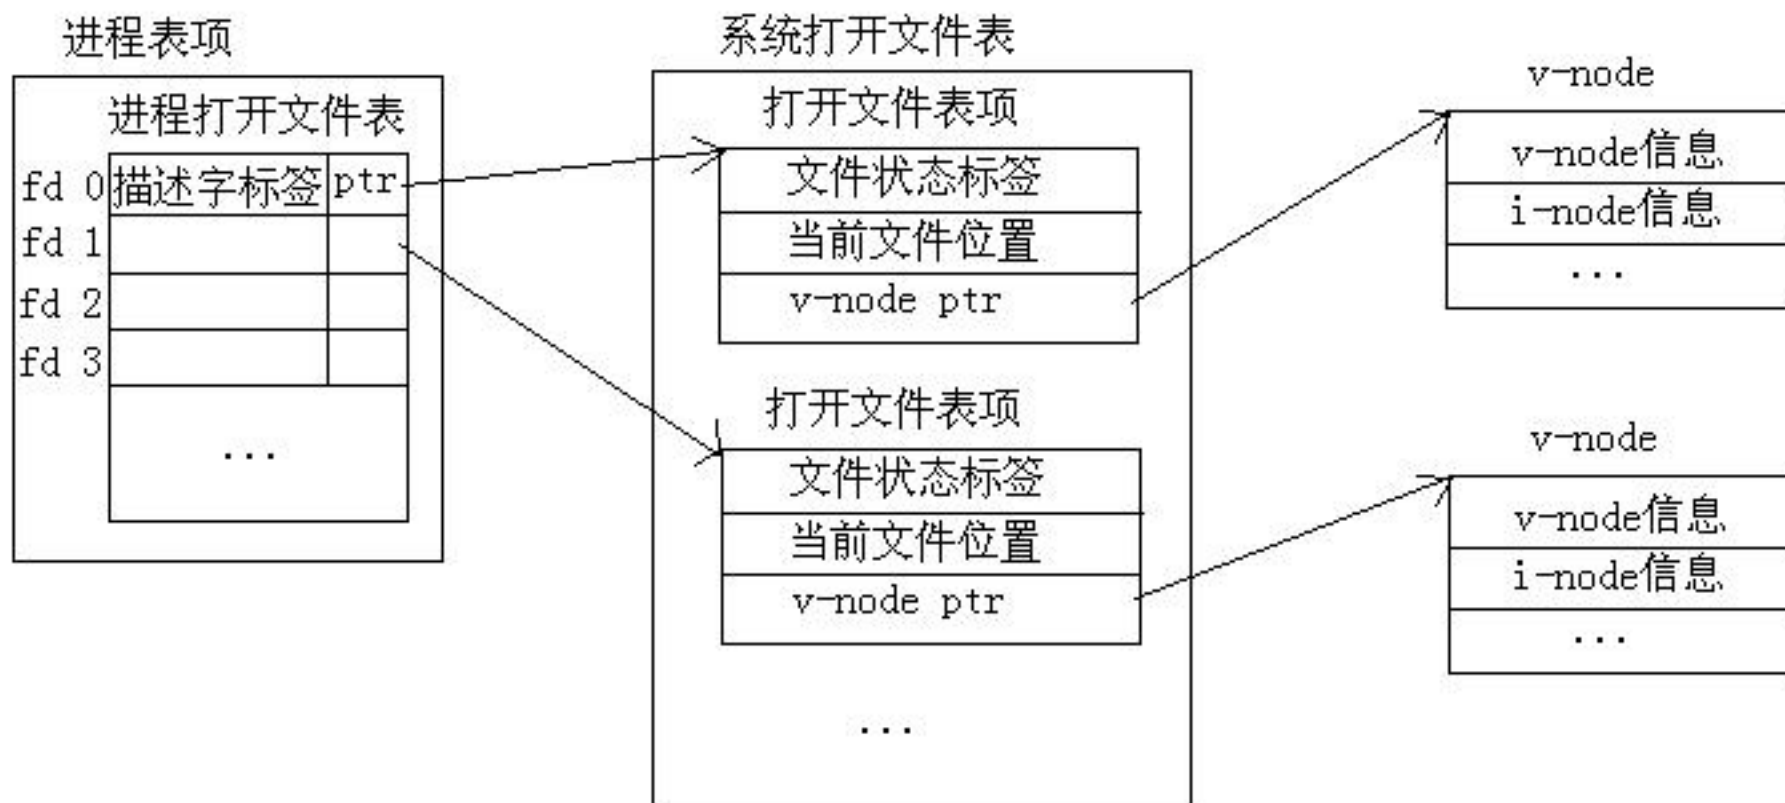 进程表项
进程打开文件表
fd 0 描述字标签 ptr
fd 1
fd 2
fd 3
...
系统打开文件表
打开文件表项
文件状态标签
当前文件位置
v-node ptr
打开文件表项
文件状态标签
当前文件位置
v-node ptr
...
v-node
v-node信息
i-node信息
...
v-node
v-node信息
i-node信息
...